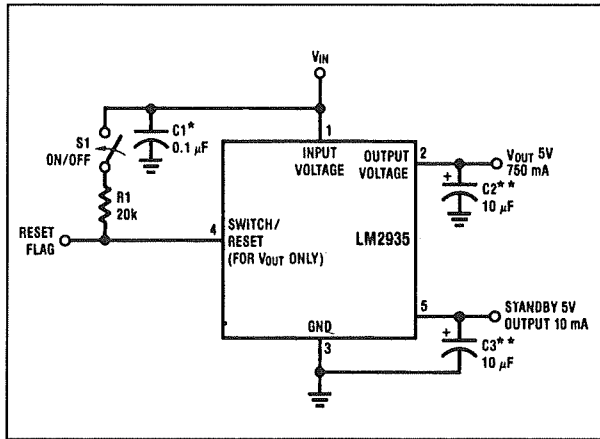 VIN
S1
ON/OFF
C1*
0.1 µF
R1
20k
RESET
FLAG
1
INPUT
VOLTAGE
OUTPUT
VOLTAGE
2
VOUT 5V
750 mA
C2**
10 µF
+
4
SWITCH/
RESET
(FOR VOUT ONLY)
LM2935
5
STANDBY 5V
OUTPUT 10 mA
+
C3**
10 µF
GND
3